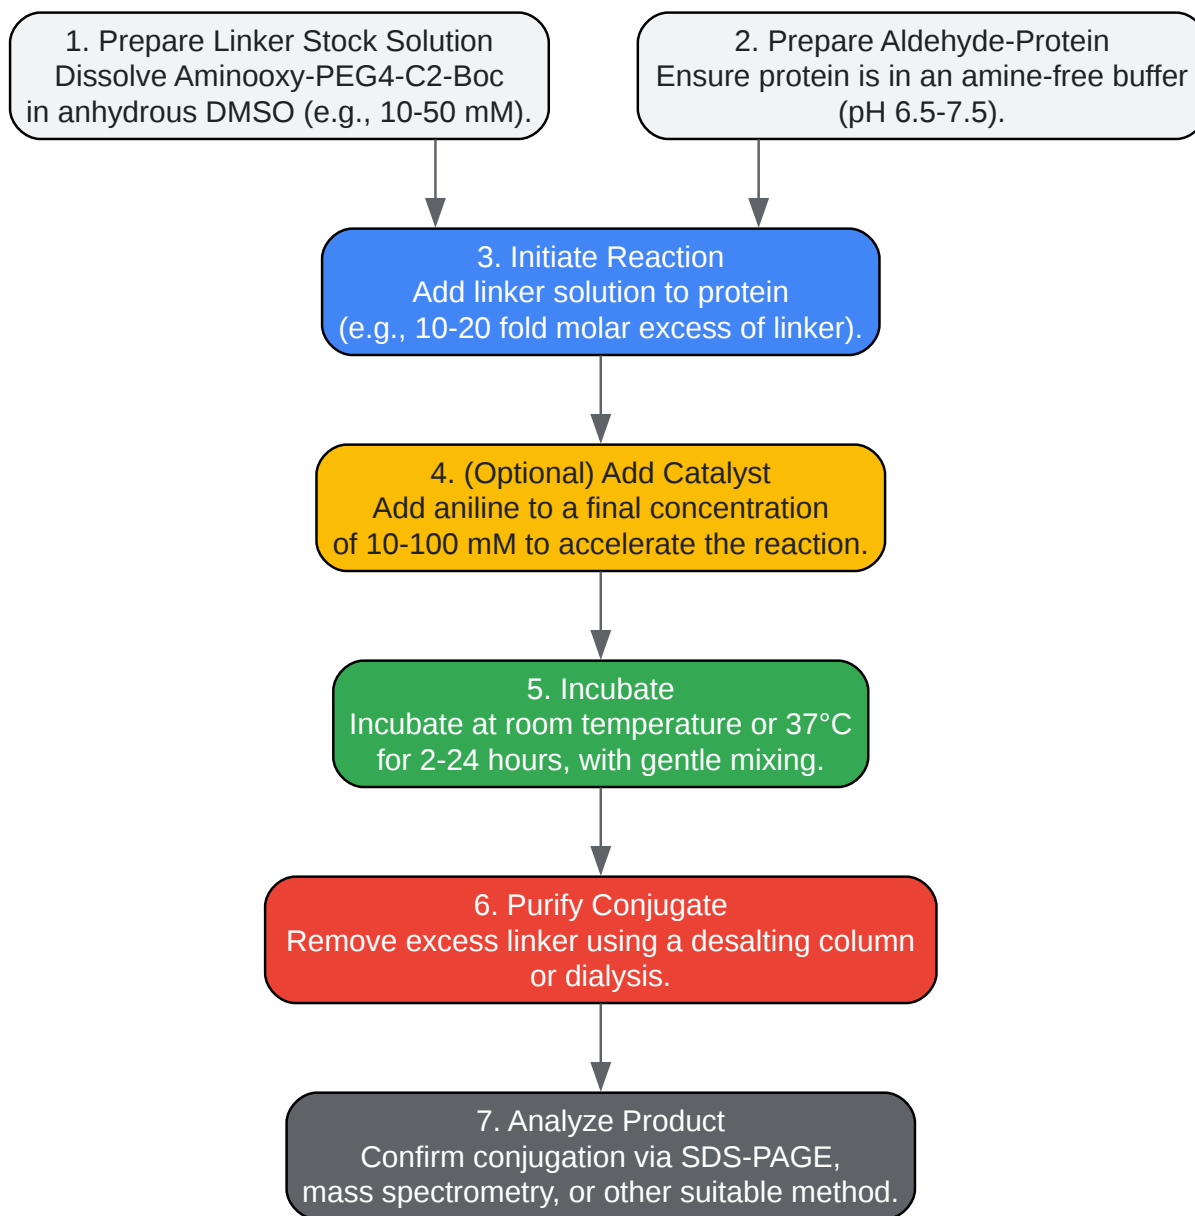 1. Prepare Linker Stock Solution
Dissolve Aminooxy-PEG4-C2-Boc
in anhydrous DMSO (e.g., 10-50 mM).
2. Prepare Aldehyde-Protein
Ensure protein is in an amine-free buffer
(pH 6.5-7.5).
3. Initiate Reaction
Add linker solution to protein
(e.g., 10-20 fold molar excess of linker).
4. (Optional) Add Catalyst
Add aniline to a final concentration
of 10-100 mM to accelerate the reaction.
5. Incubate
Incubate at room temperature or 37°C
for 2-24 hours, with gentle mixing.
6. Purify Conjugate
Remove excess linker using a desalting column
or dialysis.
7. Analyze Product
Confirm conjugation via SDS-PAGE,
mass spectrometry, or other suitable method.